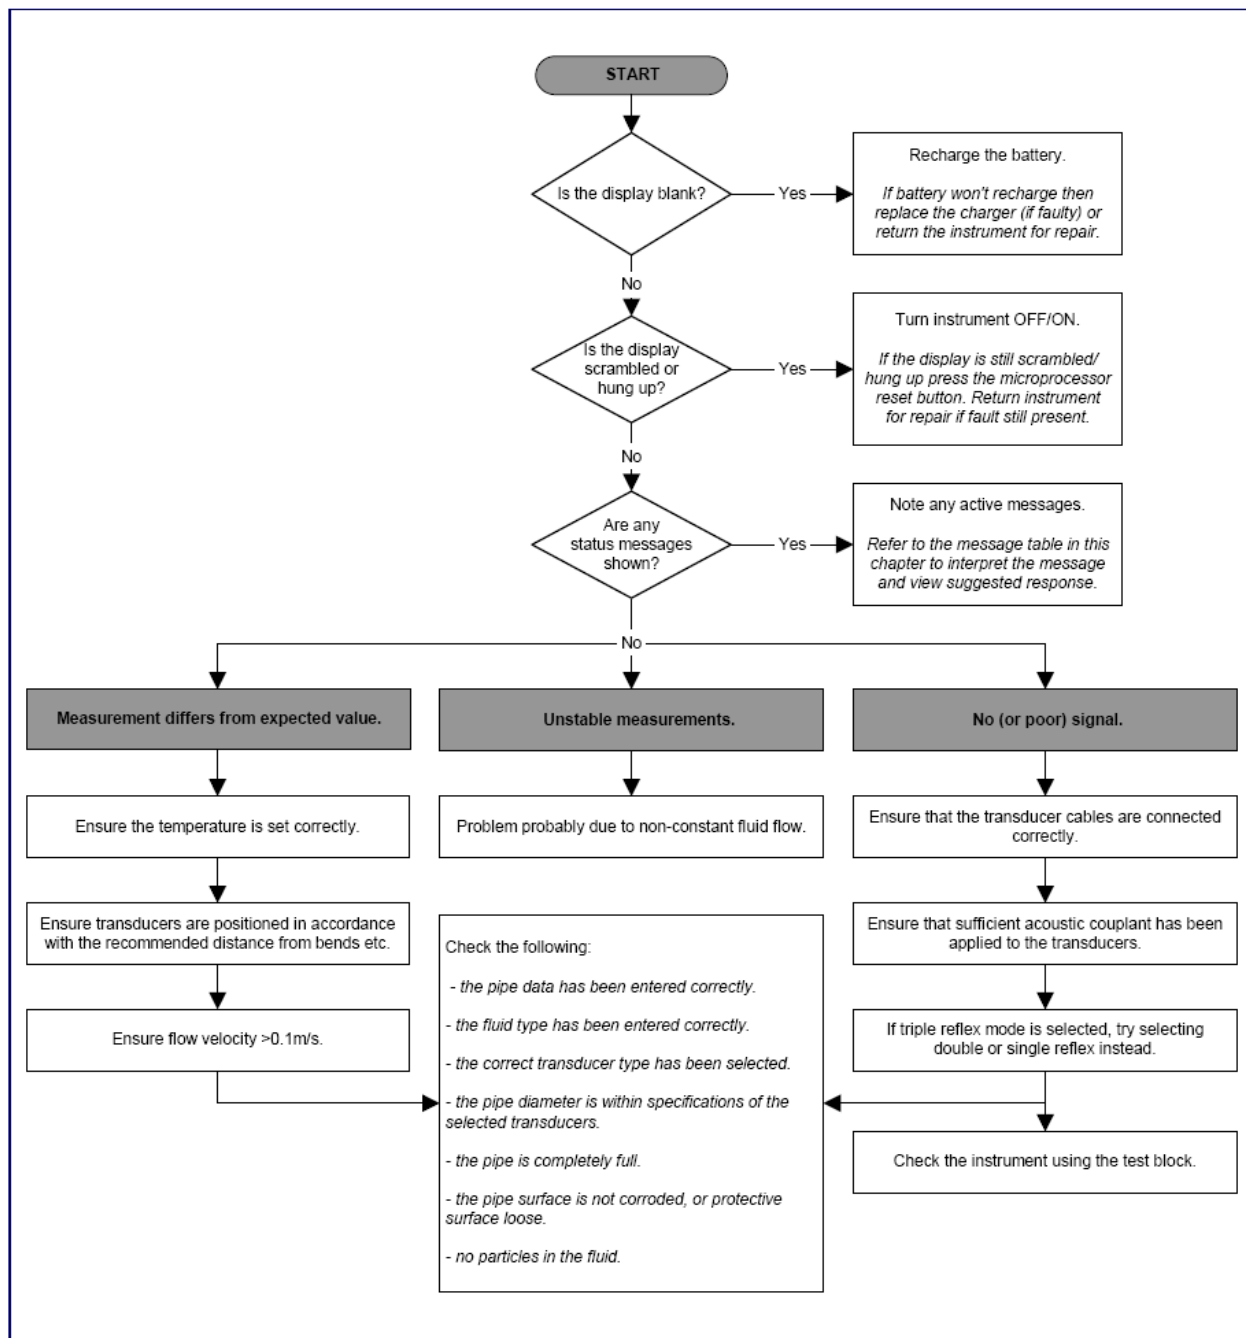 START
Is the display blank?
Yes
Recharge the battery.
If battery won't recharge then
replace the charger (if faulty) or
return the instrument for repair.
No
Is the display
scrambled or
hung up?
Yes
Turn instrument OFF/ON.
If the display is still scrambled/
hung up press the microprocessor
reset button. Return instrument
for repair if fault still present.
No
Are any
status messages
shown?
Yes
Note any active messages.
Refer to the message table in this
chapter to interpret the message
and view suggested response.
No
Measurement differs from expected value.
Unstable measurements.
No (or poor) signal.
Ensure the temperature is set correctly.
Problem probably due to non-constant fluid flow.
Ensure that the transducer cables are connected
correctly.
Ensure transducers are positioned in accordance
with the recommended distance from bends etc.
Ensure that sufficient acoustic couplant has been
applied to the transducers.
Ensure flow velocity >0.1m/s.
If triple reflex mode is selected, try selecting
double or single reflex instead.
Check the following:
- the pipe data has been entered correctly.
- the fluid type has been entered correctly.
- the correct transducer type has been selected.
- the pipe diameter is within specifications of the
selected transducers.
- the pipe is completely full.
- the pipe surface is not corroded, or protective
surface loose.
- no particles in the fluid.
Check the instrument using the test block.